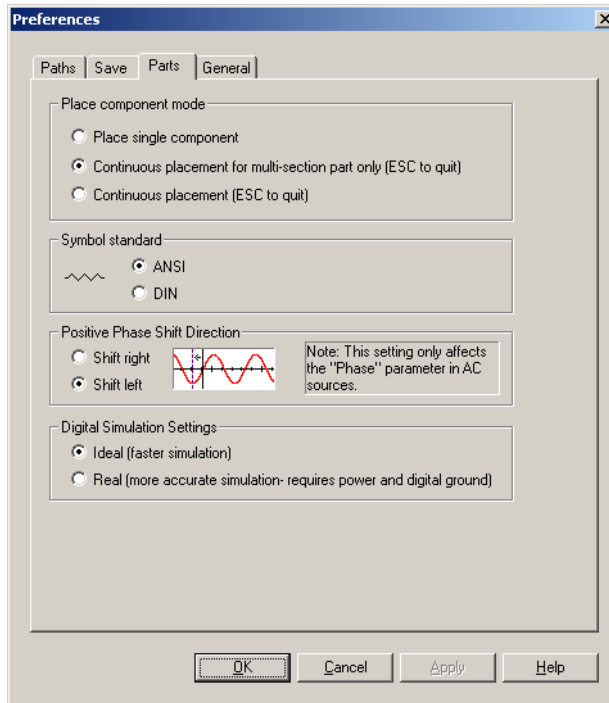 Preferences
Paths
Save
Parts
General
Place component mode
Place single component
Continuous placement for multi-section part only (ESC to quit)
Continuous placement (ESC to quit)
Symbol standard
ANSI
DIN
Positive Phase Shift Direction
Shift right
Shift left
Note: This setting only affects
the "Phase" parameter in AC
sources.
Digital Simulation Settings
Ideal (faster simulation)
Real (more accurate simulation- requires power and digital ground)
OK
Cancel
Apply
Help